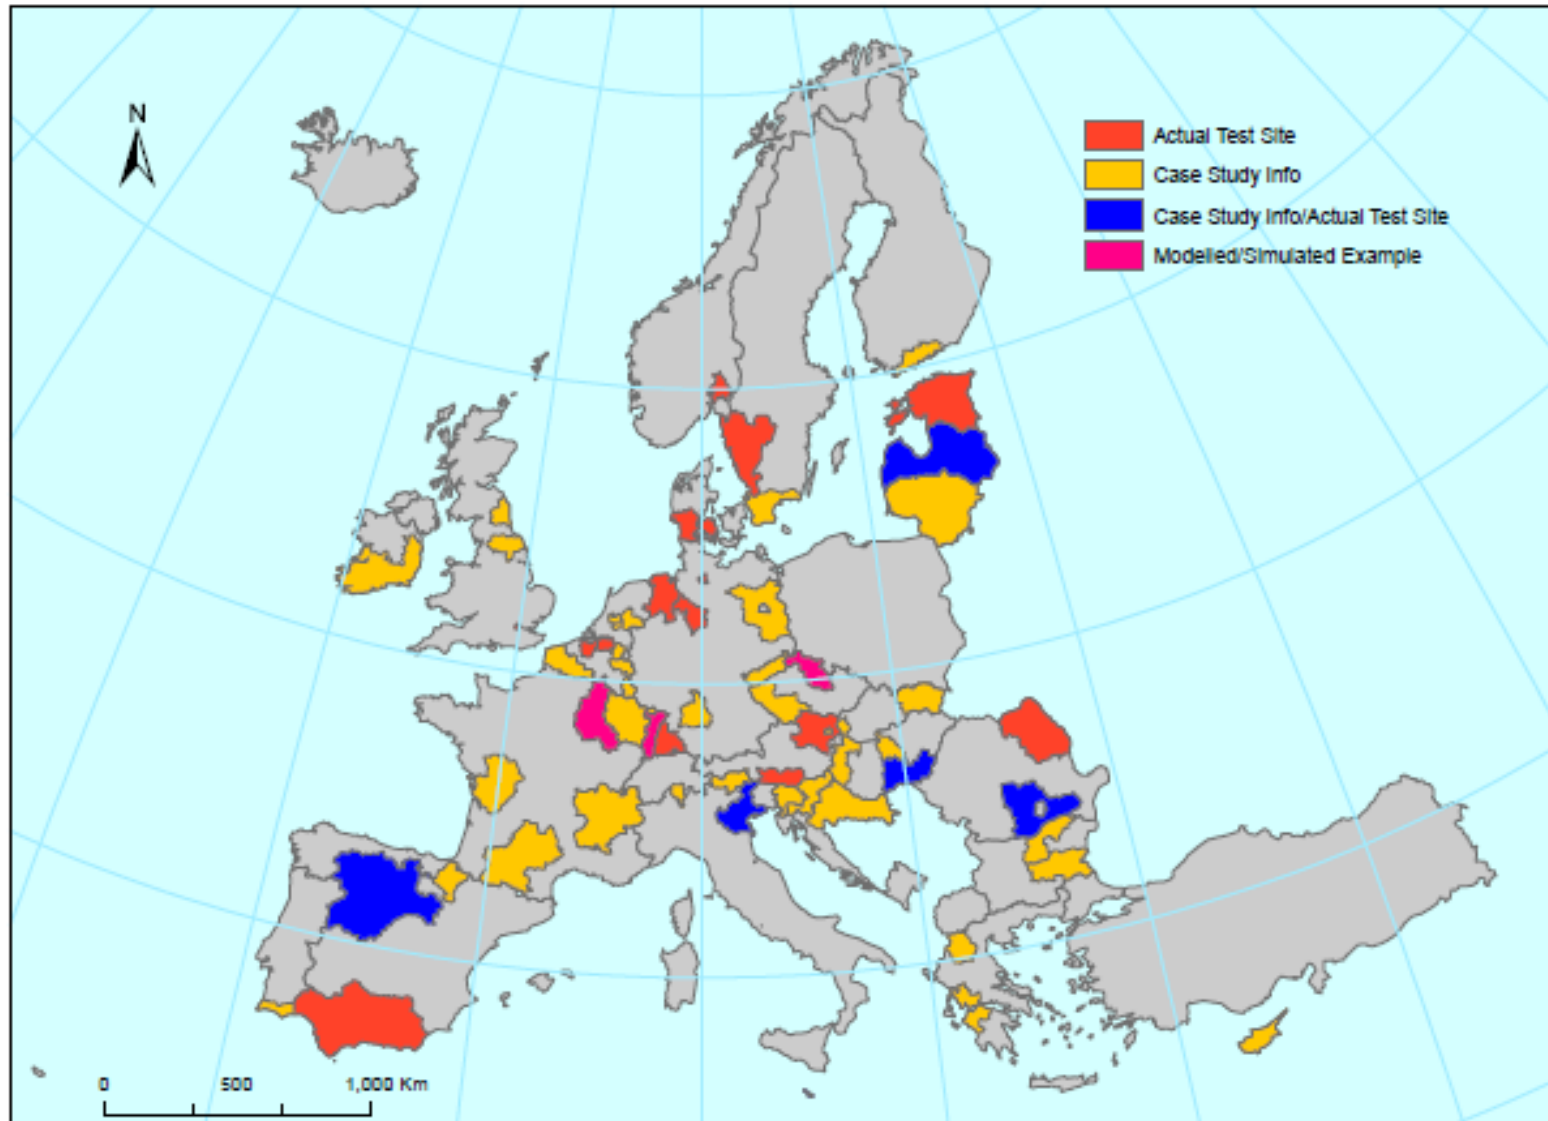 N
Actual Test Site
Case Study Info
Case Study Info/Actual Test Site
Modelled/Simulated Example
0 500 1,000 Km